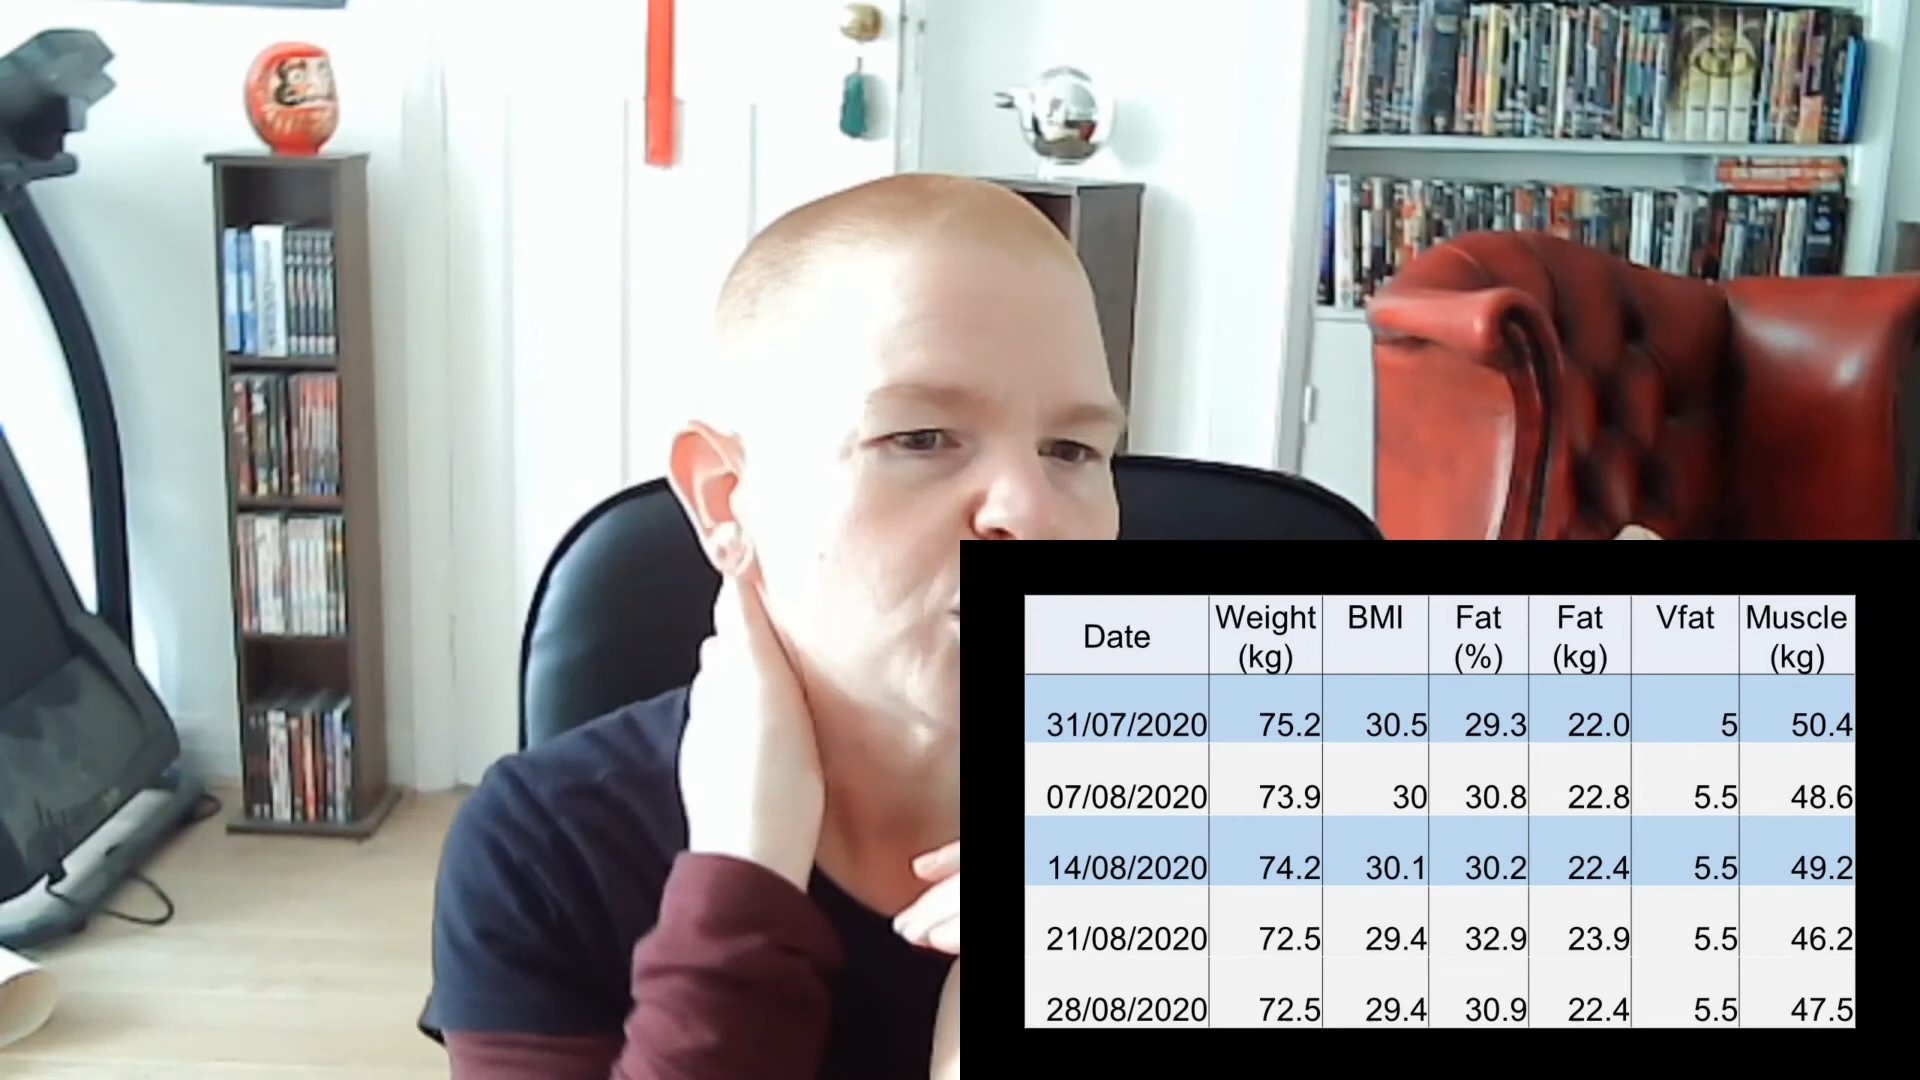 Date Weight (kg) BMI Fat (%) Fat (kg) Vfat Muscle (kg)
31/07/2020 75.2 30.5 29.3 22.0 5 50.4
07/08/2020 73.9 30 30.8 22.8 5.5 48.6
14/08/2020 74.2 30.1 30.2 22.4 5.5 49.2
21/08/2020 72.5 29.4 32.9 23.9 5.5 46.2
28/08/2020 72.5 29.4 30.9 22.4 5.5 47.5